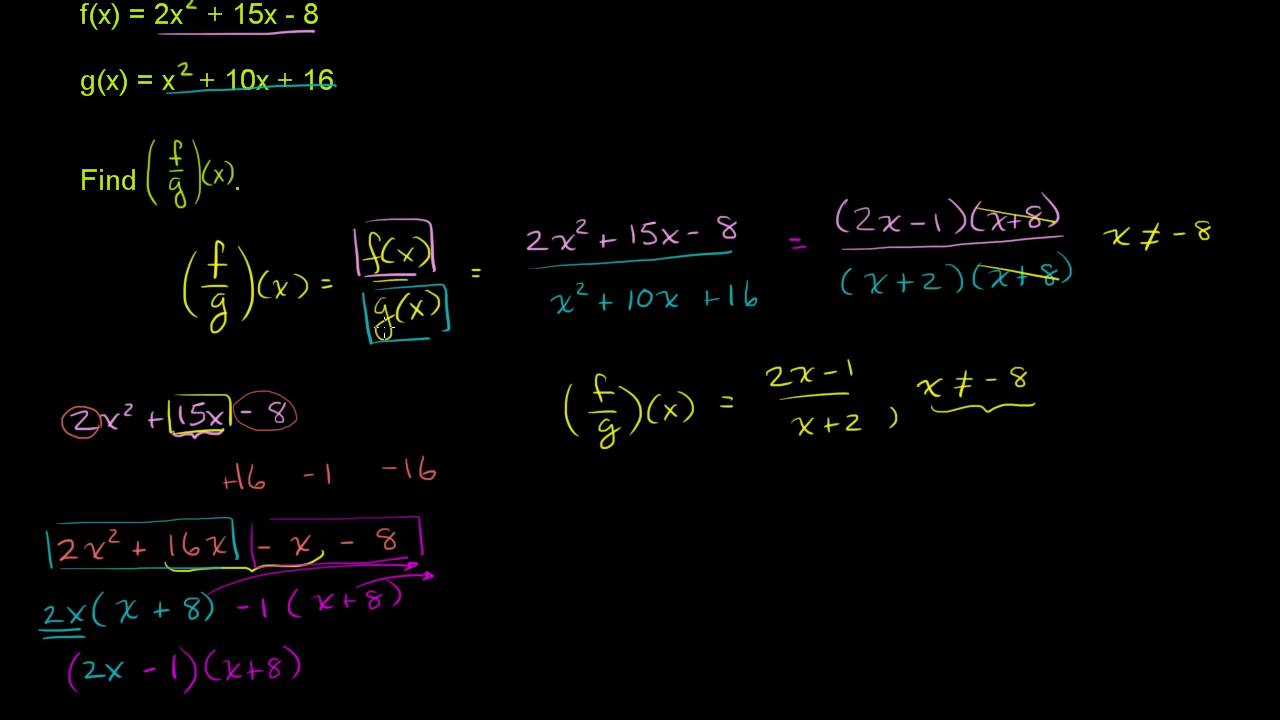 f(x) = 2x² + 15x - 8
g(x) = x² + 10x + 16
Find (f/g)(x).
(f/g)(x) = f(x)/g(x) = (2x² + 15x - 8)/(x² + 10x + 16) = ((2x - 1)(x+8))/((x+2)(x+8)) x ≠ -8
(f/g)(x) = (2x - 1)/(x+2), x ≠ -8
2x² + 15x - 8
+16 -1 -16
2x² + 16x - x - 8
2x(x + 8) -1(x+8)
(2x - 1)(x+8)